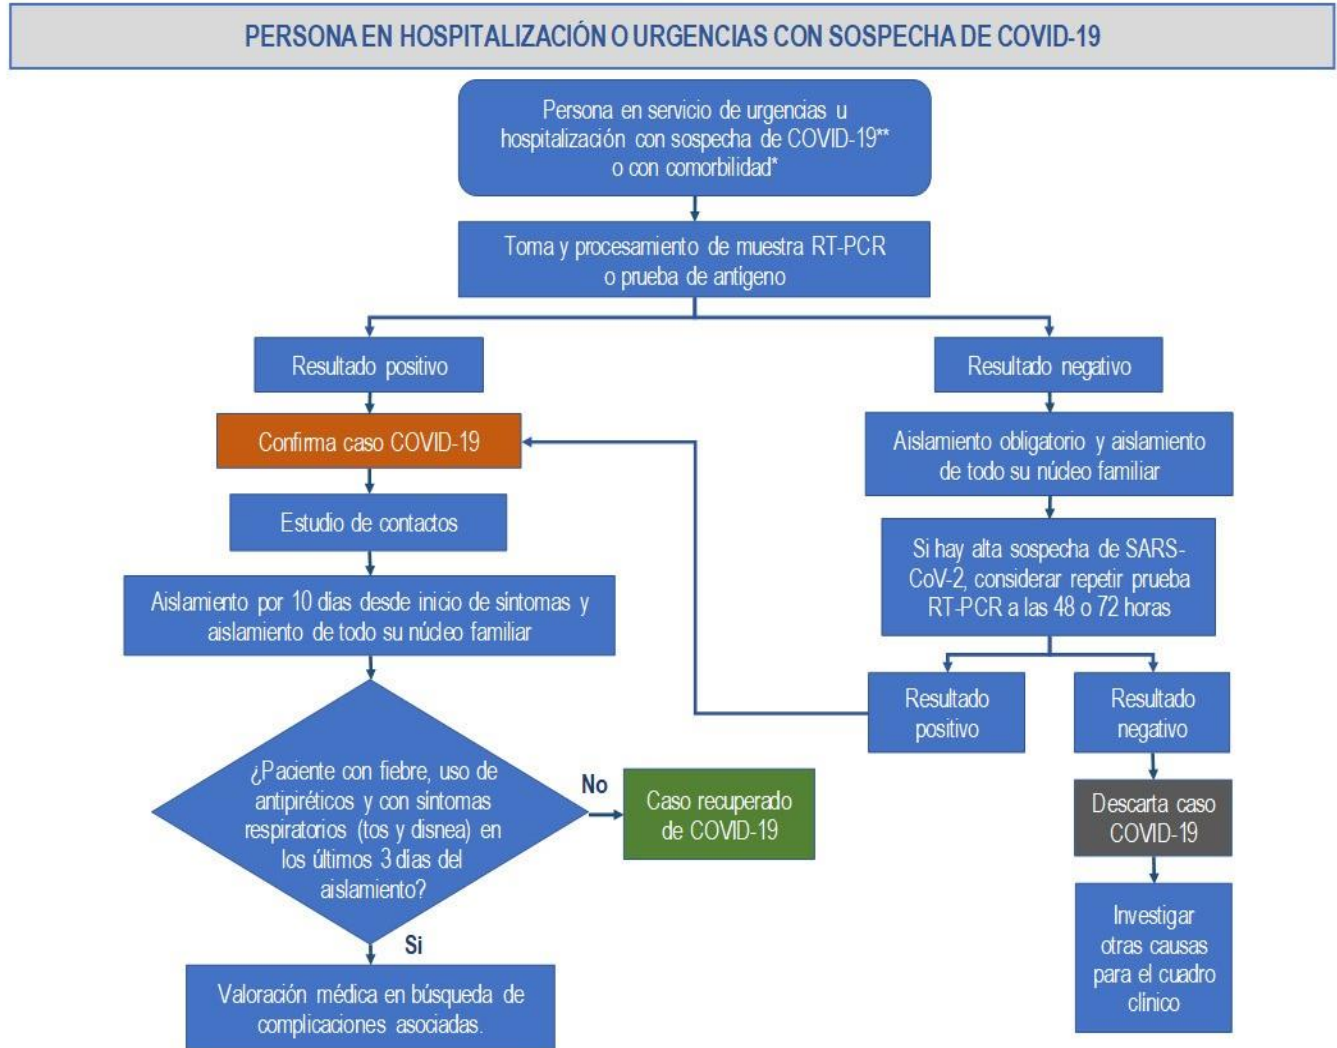 PERSONA EN HOSPITALIZACIÓN O URGENCIAS CON SOSPECHA DE COVID-19
Persona en servicio de urgencias u
hospitalización con sospecha de COVID-19**
o con comorbilidad*
Toma y procesamiento de muestra RT-PCR
o prueba de antígeno
Resultado positivo
Resultado negativo
Confirma caso COVID-19
Aislamiento obligatorio y aislamiento
de todo su núcleo familiar
Estudio de contactos
Si hay alta sospecha de SARS-
CoV-2, considerar repetir prueba
RT-PCR a las 48 o 72 horas
Aislamiento por 10 días desde inicio de síntomas y
aislamiento de todo su núcleo familiar
Resultado
positivo
Resultado
negativo
¿Paciente con fiebre, uso de
antipiréticos y con síntomas
respiratorios (tos y disnea) en
los últimos 3 días del
aislamiento?
No
Caso recuperado
de COVID-19
Descarta caso
COVID-19
Si
Investigar
otras causas
para el cuadro
clínico
Valoración médica en búsqueda de
complicaciones asociadas.